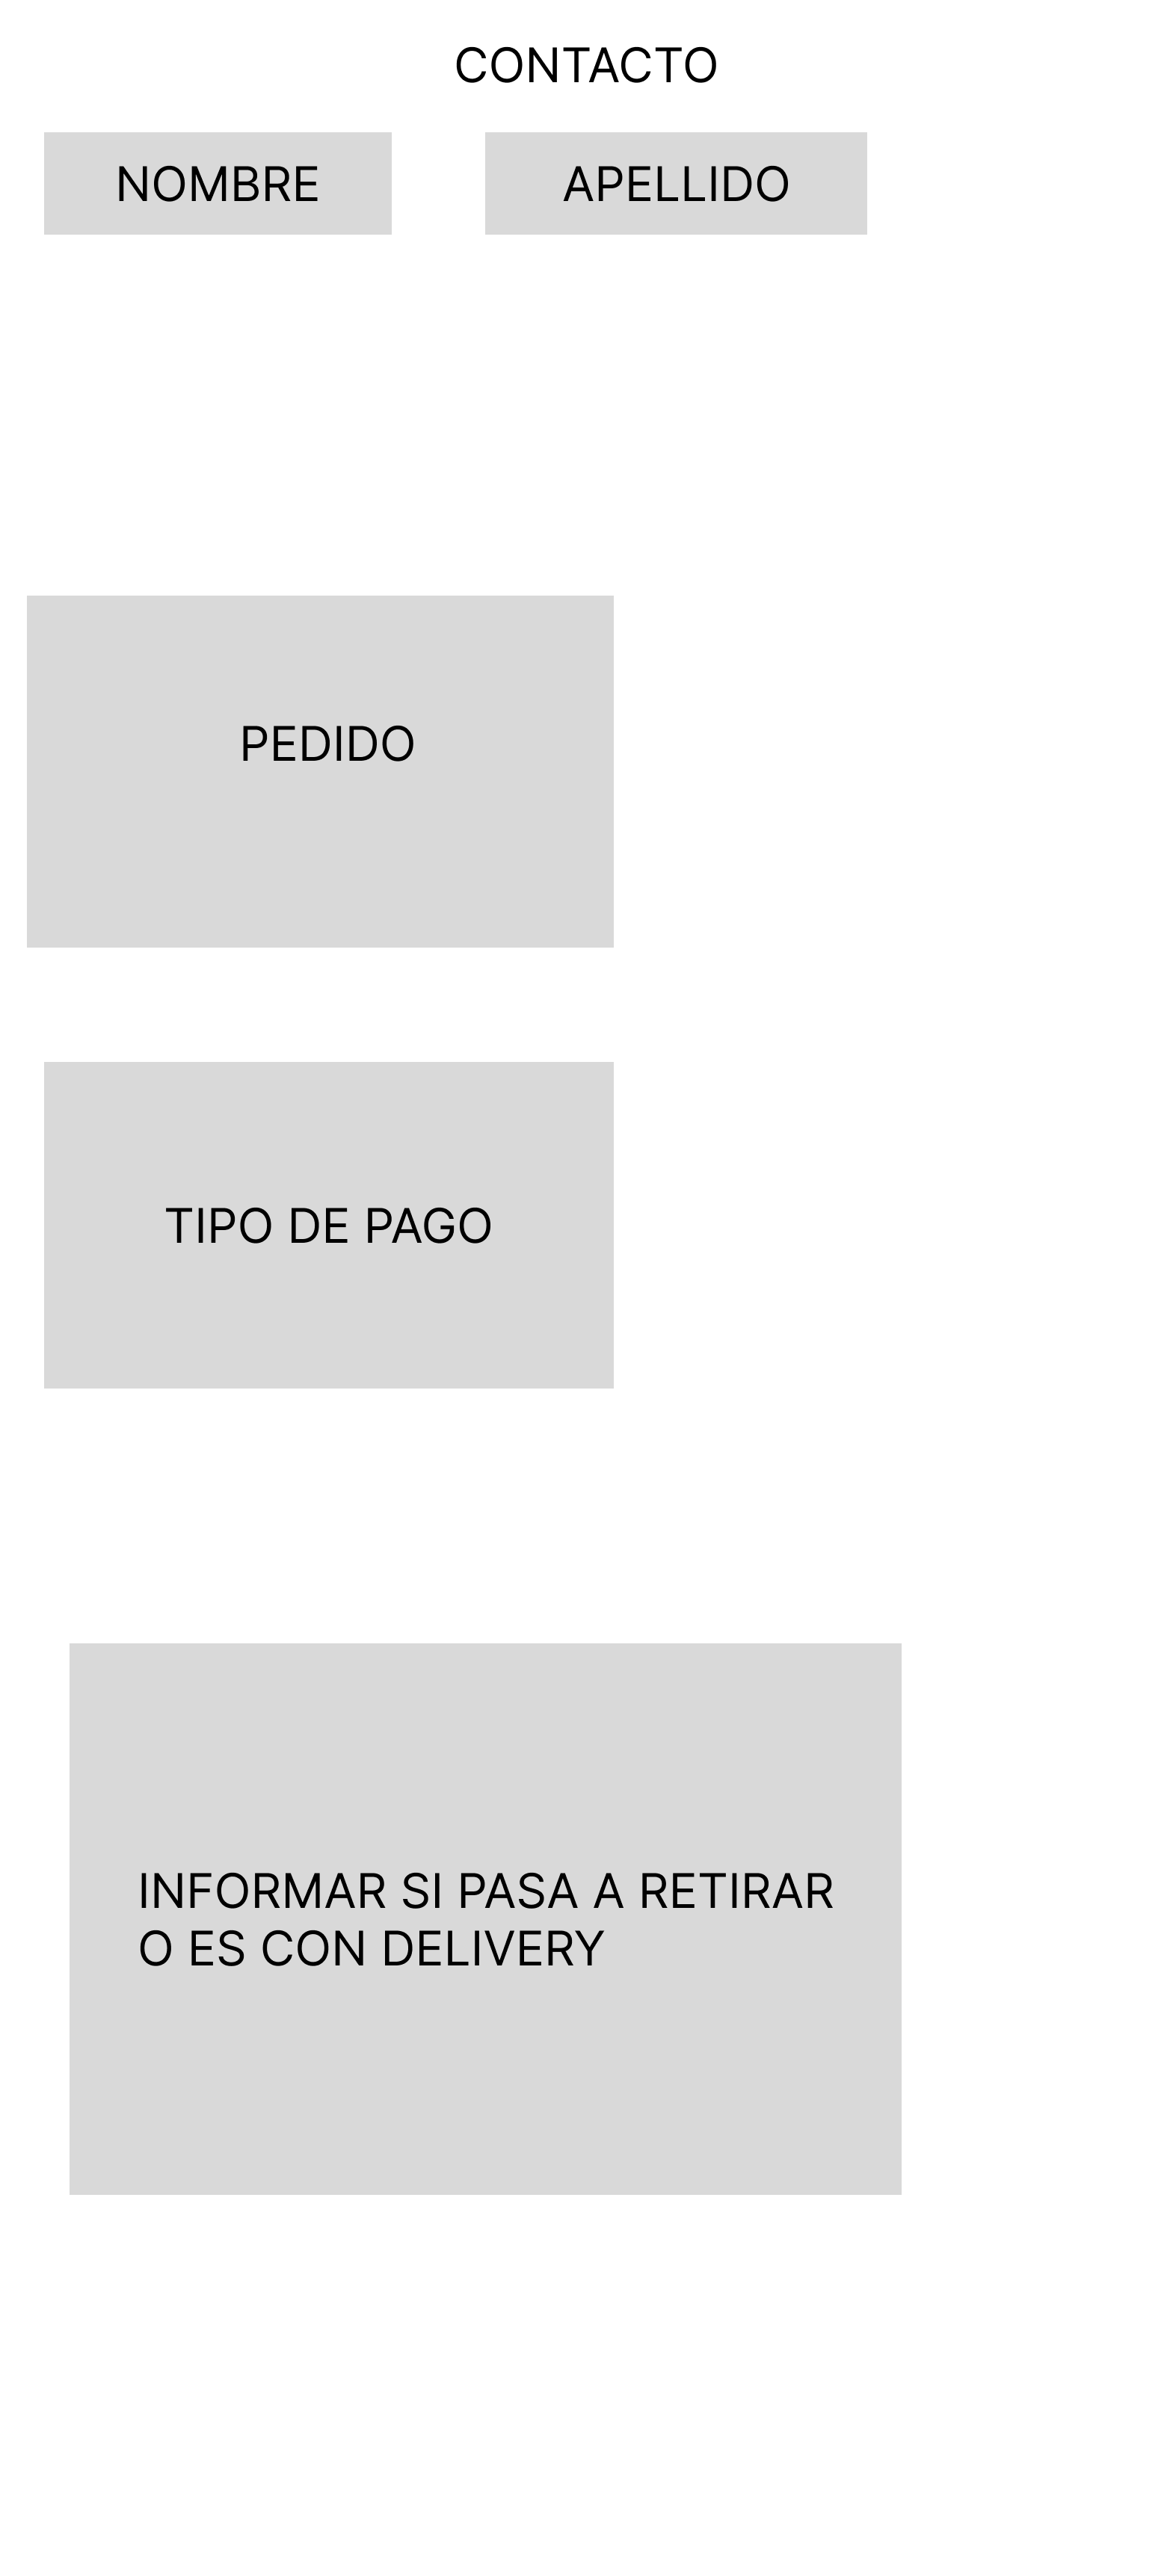 CONTACTO
NOMBRE
APELLIDO
PEDIDO
TIPO DE PAGO
INFORMAR SI PASA A RETIRAR
O ES CON DELIVERY